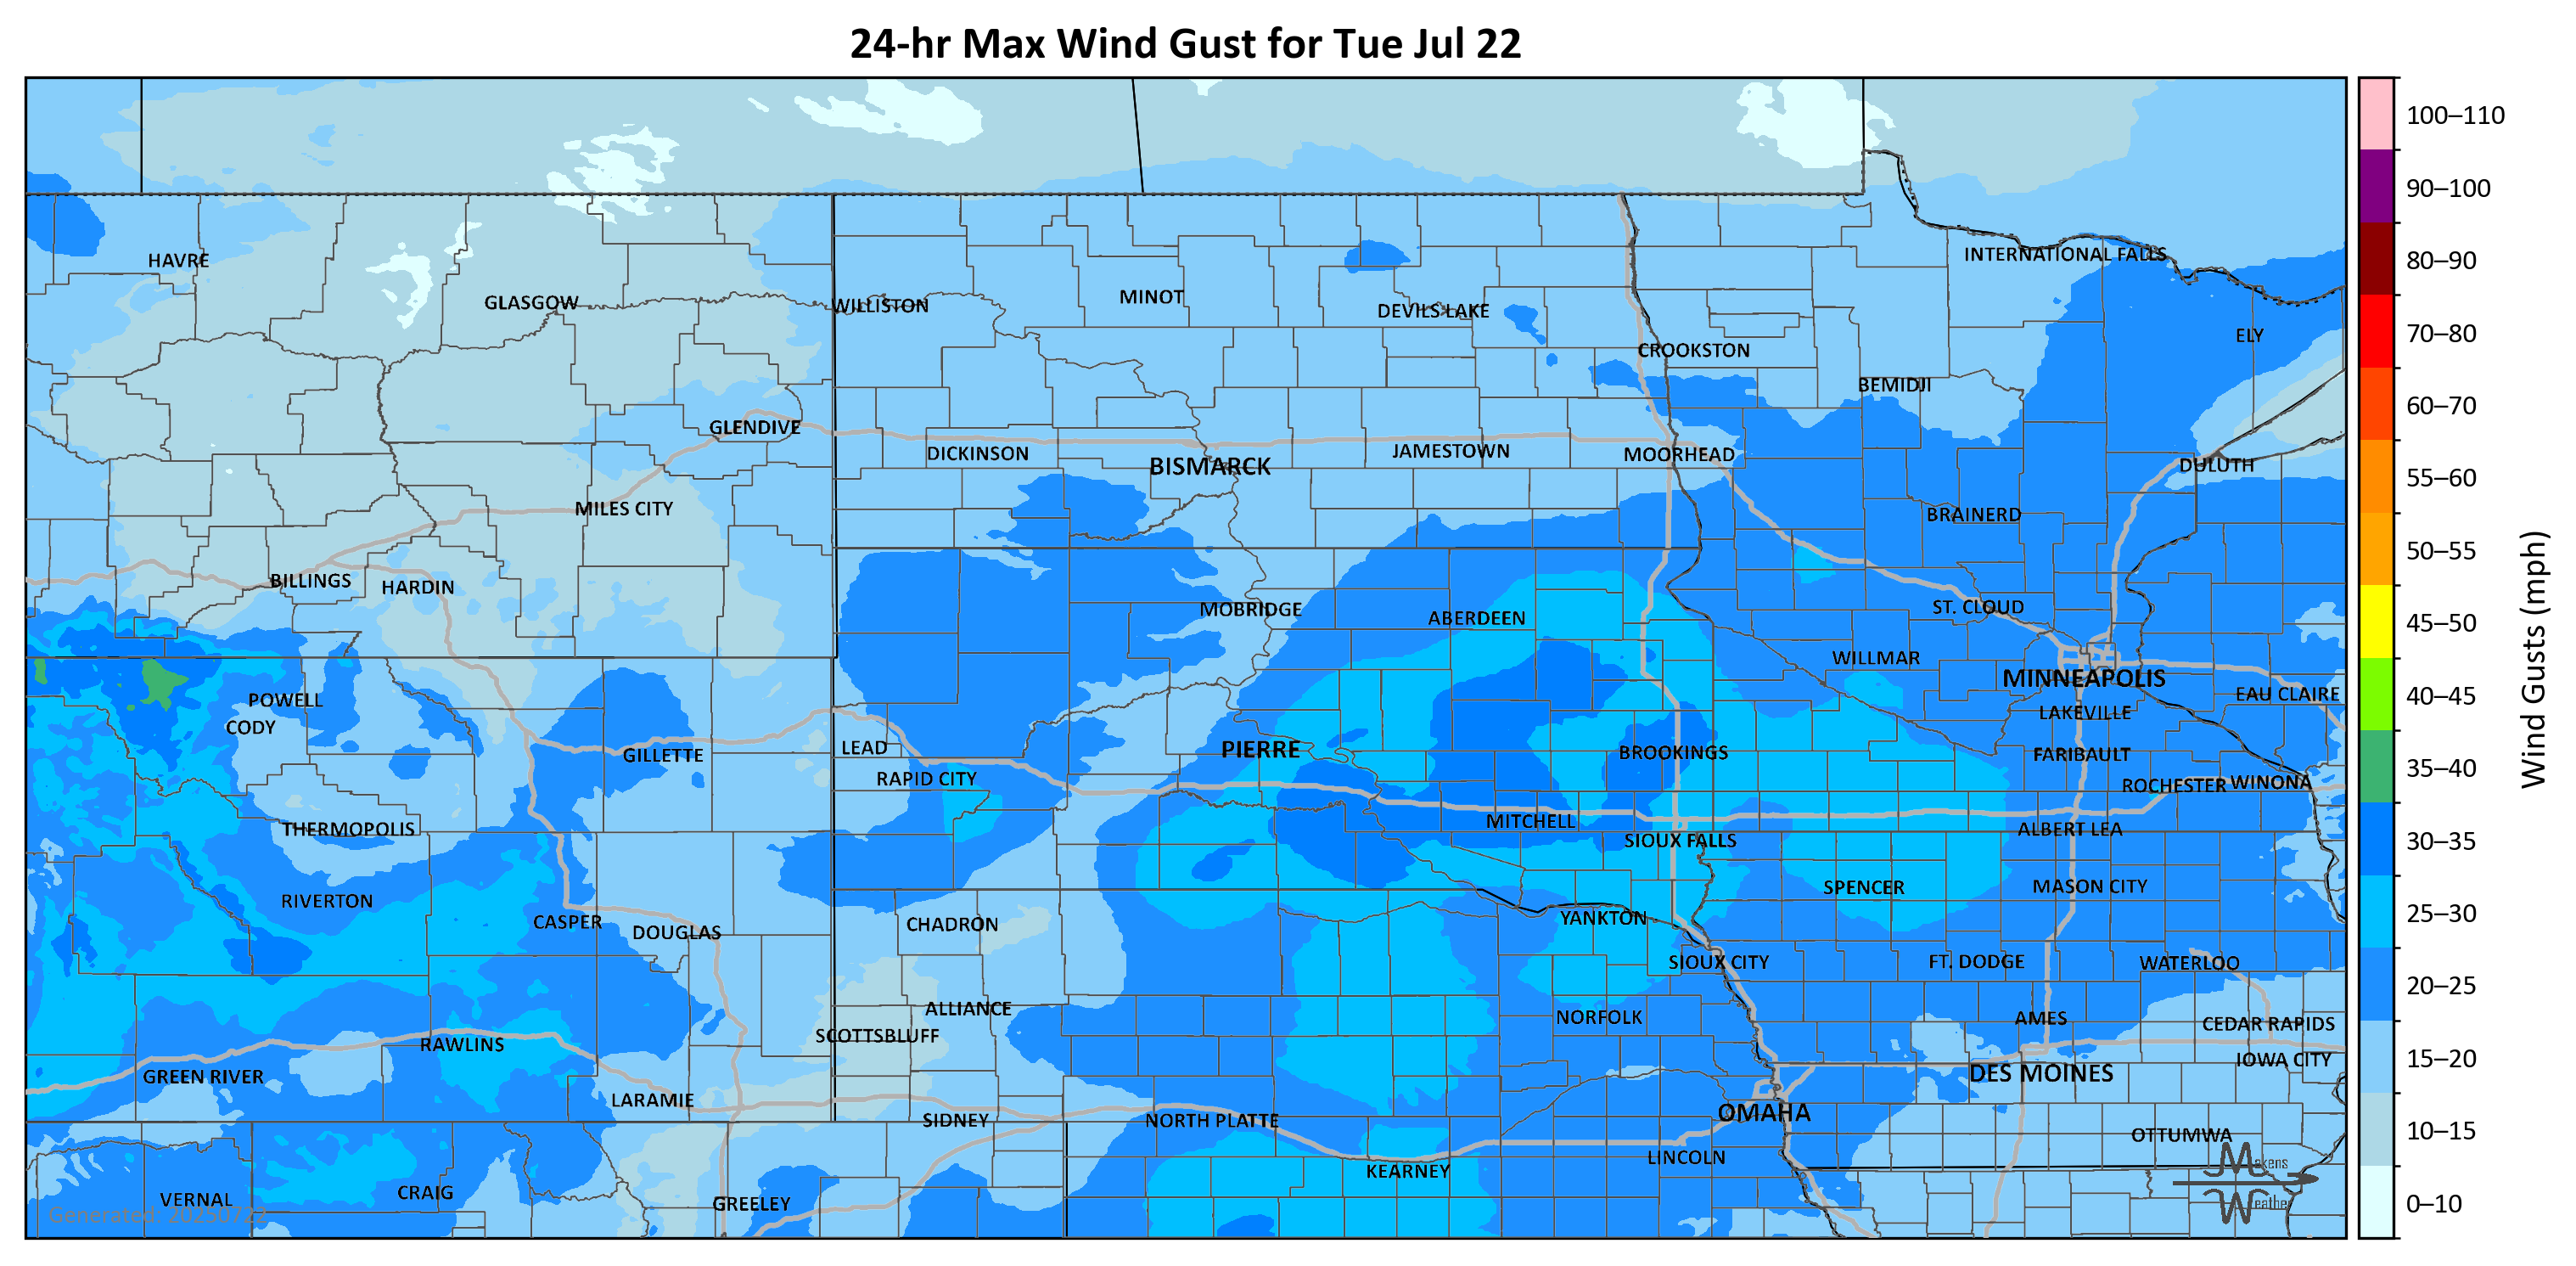 24-hr Max Wind Gust for Tue Jul 22
100–110
90–100
80–90
70–80
60–70
55–60
50–55
45–50
40–45
35–40
30–35
25–30
20–25
15–20
10–15
0–10
Wind Gusts (mph)
HAVRE
GLASGOW
WILLISTON
MINOT
DEVILS LAKE
INTERNATIONAL FALLS
ELY
CROOKSTON
BEMIDJI
GLENDIVE
DICKINSON
BISMARCK
JAMESTOWN
MOORHEAD
DULUTH
MILES CITY
BRAINERD
BILLINGS
HARDIN
MOBRIDGE
ABERDEEN
ST. CLOUD
WILLMAR
MINNEAPOLIS
EAU CLAIRE
POWELL
CODY
LAKEVILLE
GILLETTE
LEAD
PIERRE
BROOKINGS
FARIBAULT
RAPID CITY
ROCHESTER
WINONA
THERMOPOLIS
MITCHELL
SIOUX FALLS
ALBERT LEA
RIVERTON
SPENCER
MASON CITY
CASPER
DOUGLAS
CHADRON
YANKTON
SIOUX CITY
FT. DODGE
WATERLOO
ALLIANCE
SCOTTSBLUFF
NORFOLK
AMES
CEDAR RAPIDS
RAWLINS
GREEN RIVER
IOWA CITY
DES MOINES
LARAMIE
SIDNEY
NORTH PLATTE
OMAHA
OTTUMWA
LINCOLN
KEARNEY
VERNAL
CRAIG
GREELEY
Generated: 20250722
Makens
Weather